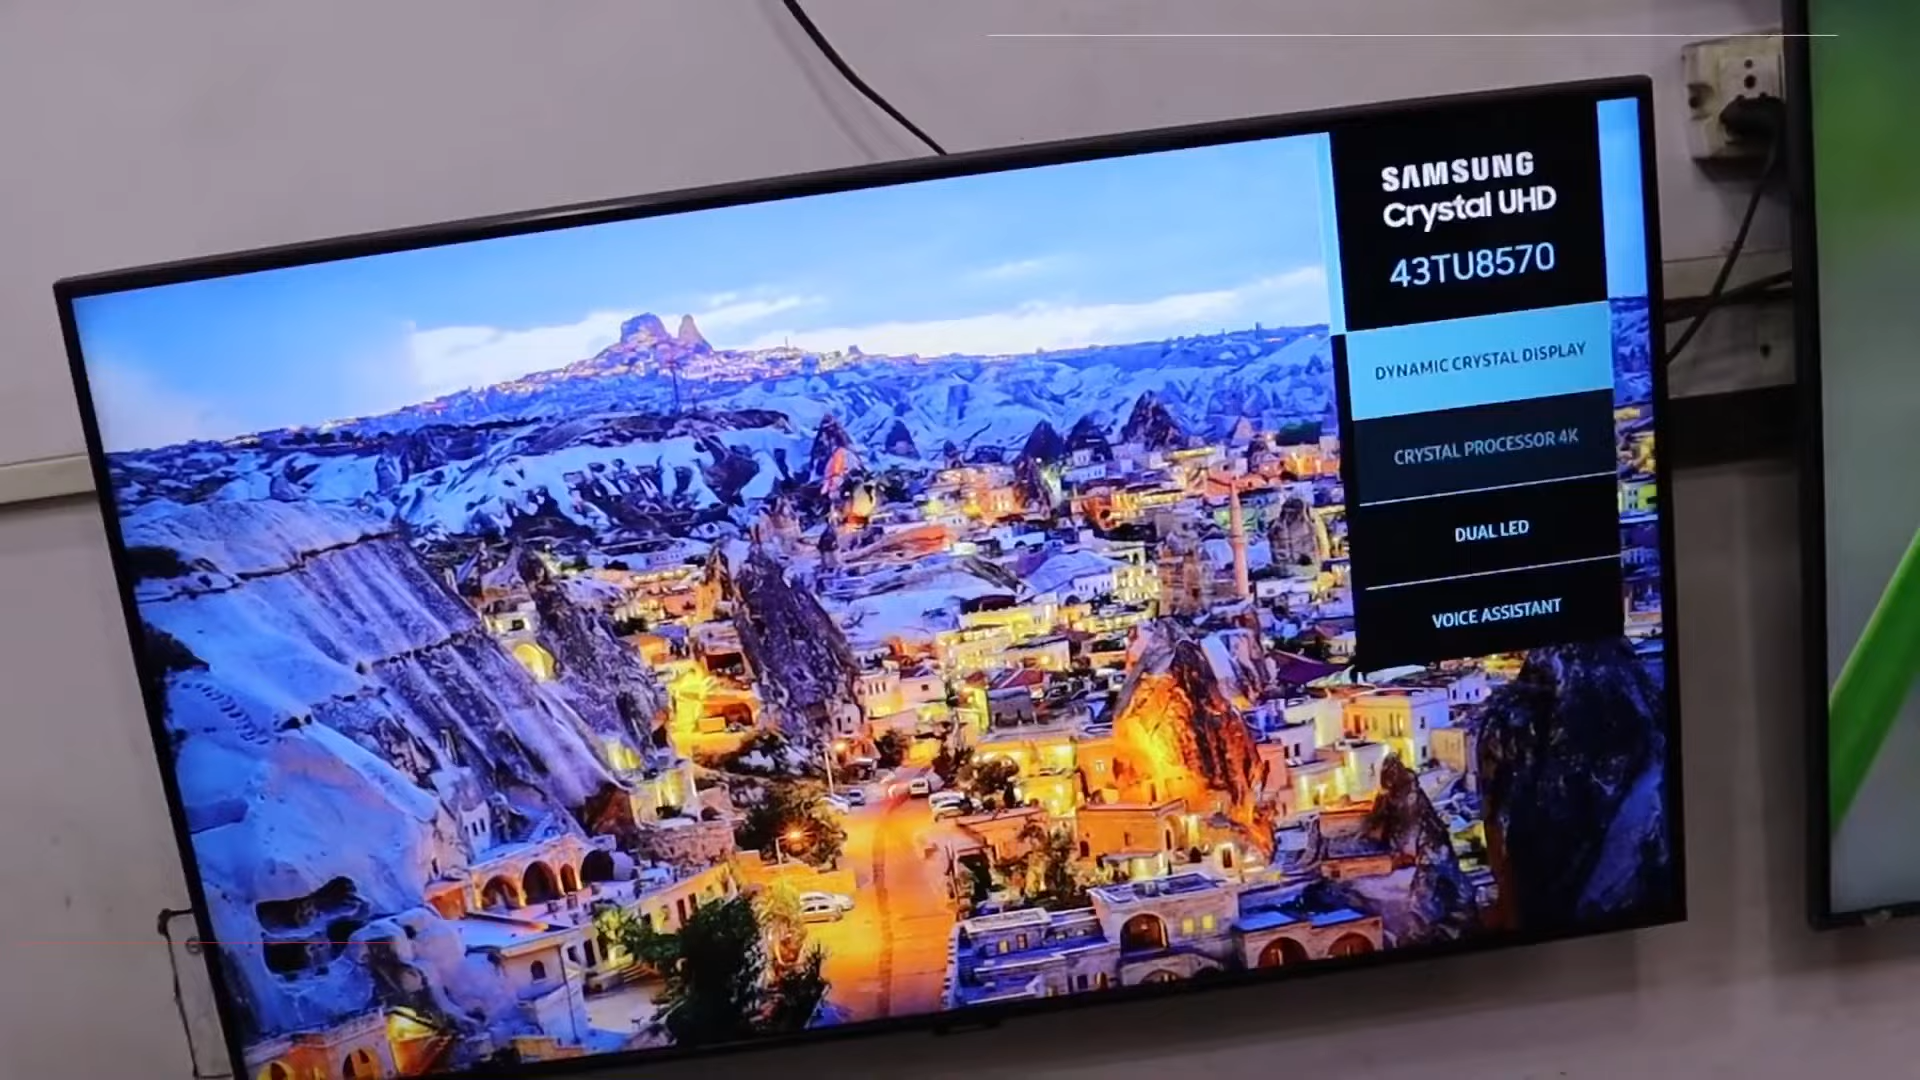 SAMSUNG
Crystal UHD
43TU8570
DYNAMIC CRYSTAL DISPLAY
CRYSTAL PROCESSOR 4K
DUAL LED
VOICE ASSISTANT